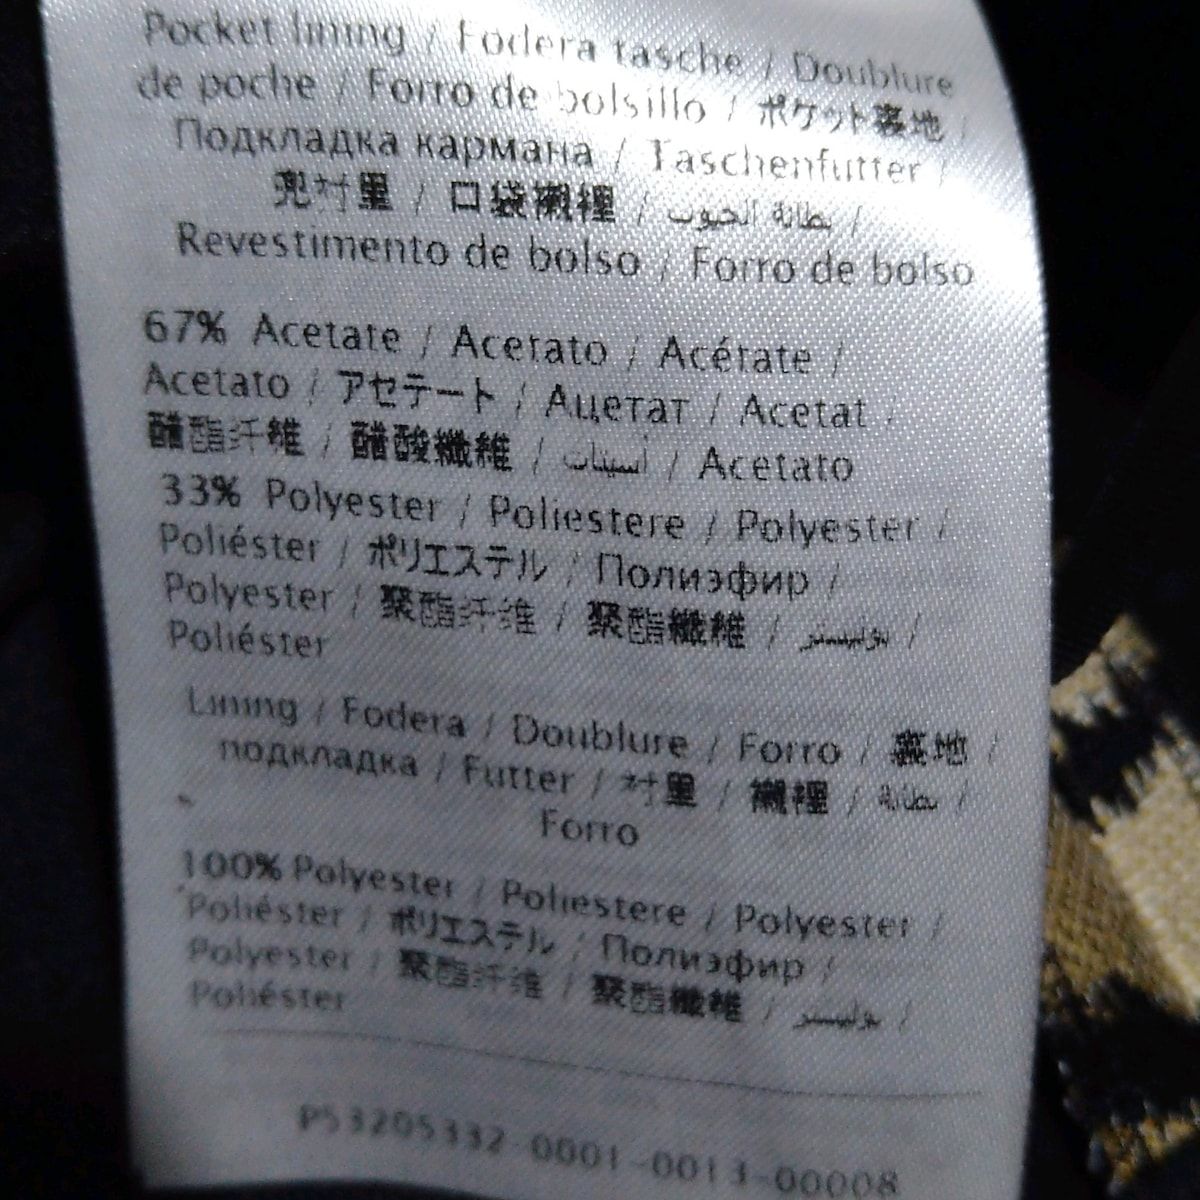 Pocket lining / Fodera tasche / Doublure
de poche / Forro de bolsillo / ポケット裏地 /
Подкладка кармана / Taschenfutter /
兜衬里 / 口袋襯裡 / بطانة الجيوب /
Revestimento de bolso / Forro de bolso
67% Acetate / Acetato / Acétate /
Acetato / アセテート / Ацетат / Acetat /
醋酯纤维 / 醋酸纖維 / أسيتات / Acetato
33% Polyester / Poliestere / Polyester /
Poliéster / ポリエステル / Полиэфир /
Polyester / 聚酯纤维 / 聚酯纖維 / بوليستر /
Poliéster
Lining / Fodera / Doublure / Forro / 裏地 /
подкладка / Futter / 衬里 / 襯裡 / بطانة /
Forro
100% Polyester / Poliestere / Polyester /
Poliéster / ポリエステル / Полиэфир /
Polyester / 聚酯纤维 / 聚酯纖維 / بوليستر /
Poliéster
P53205332-0001-0013-00008